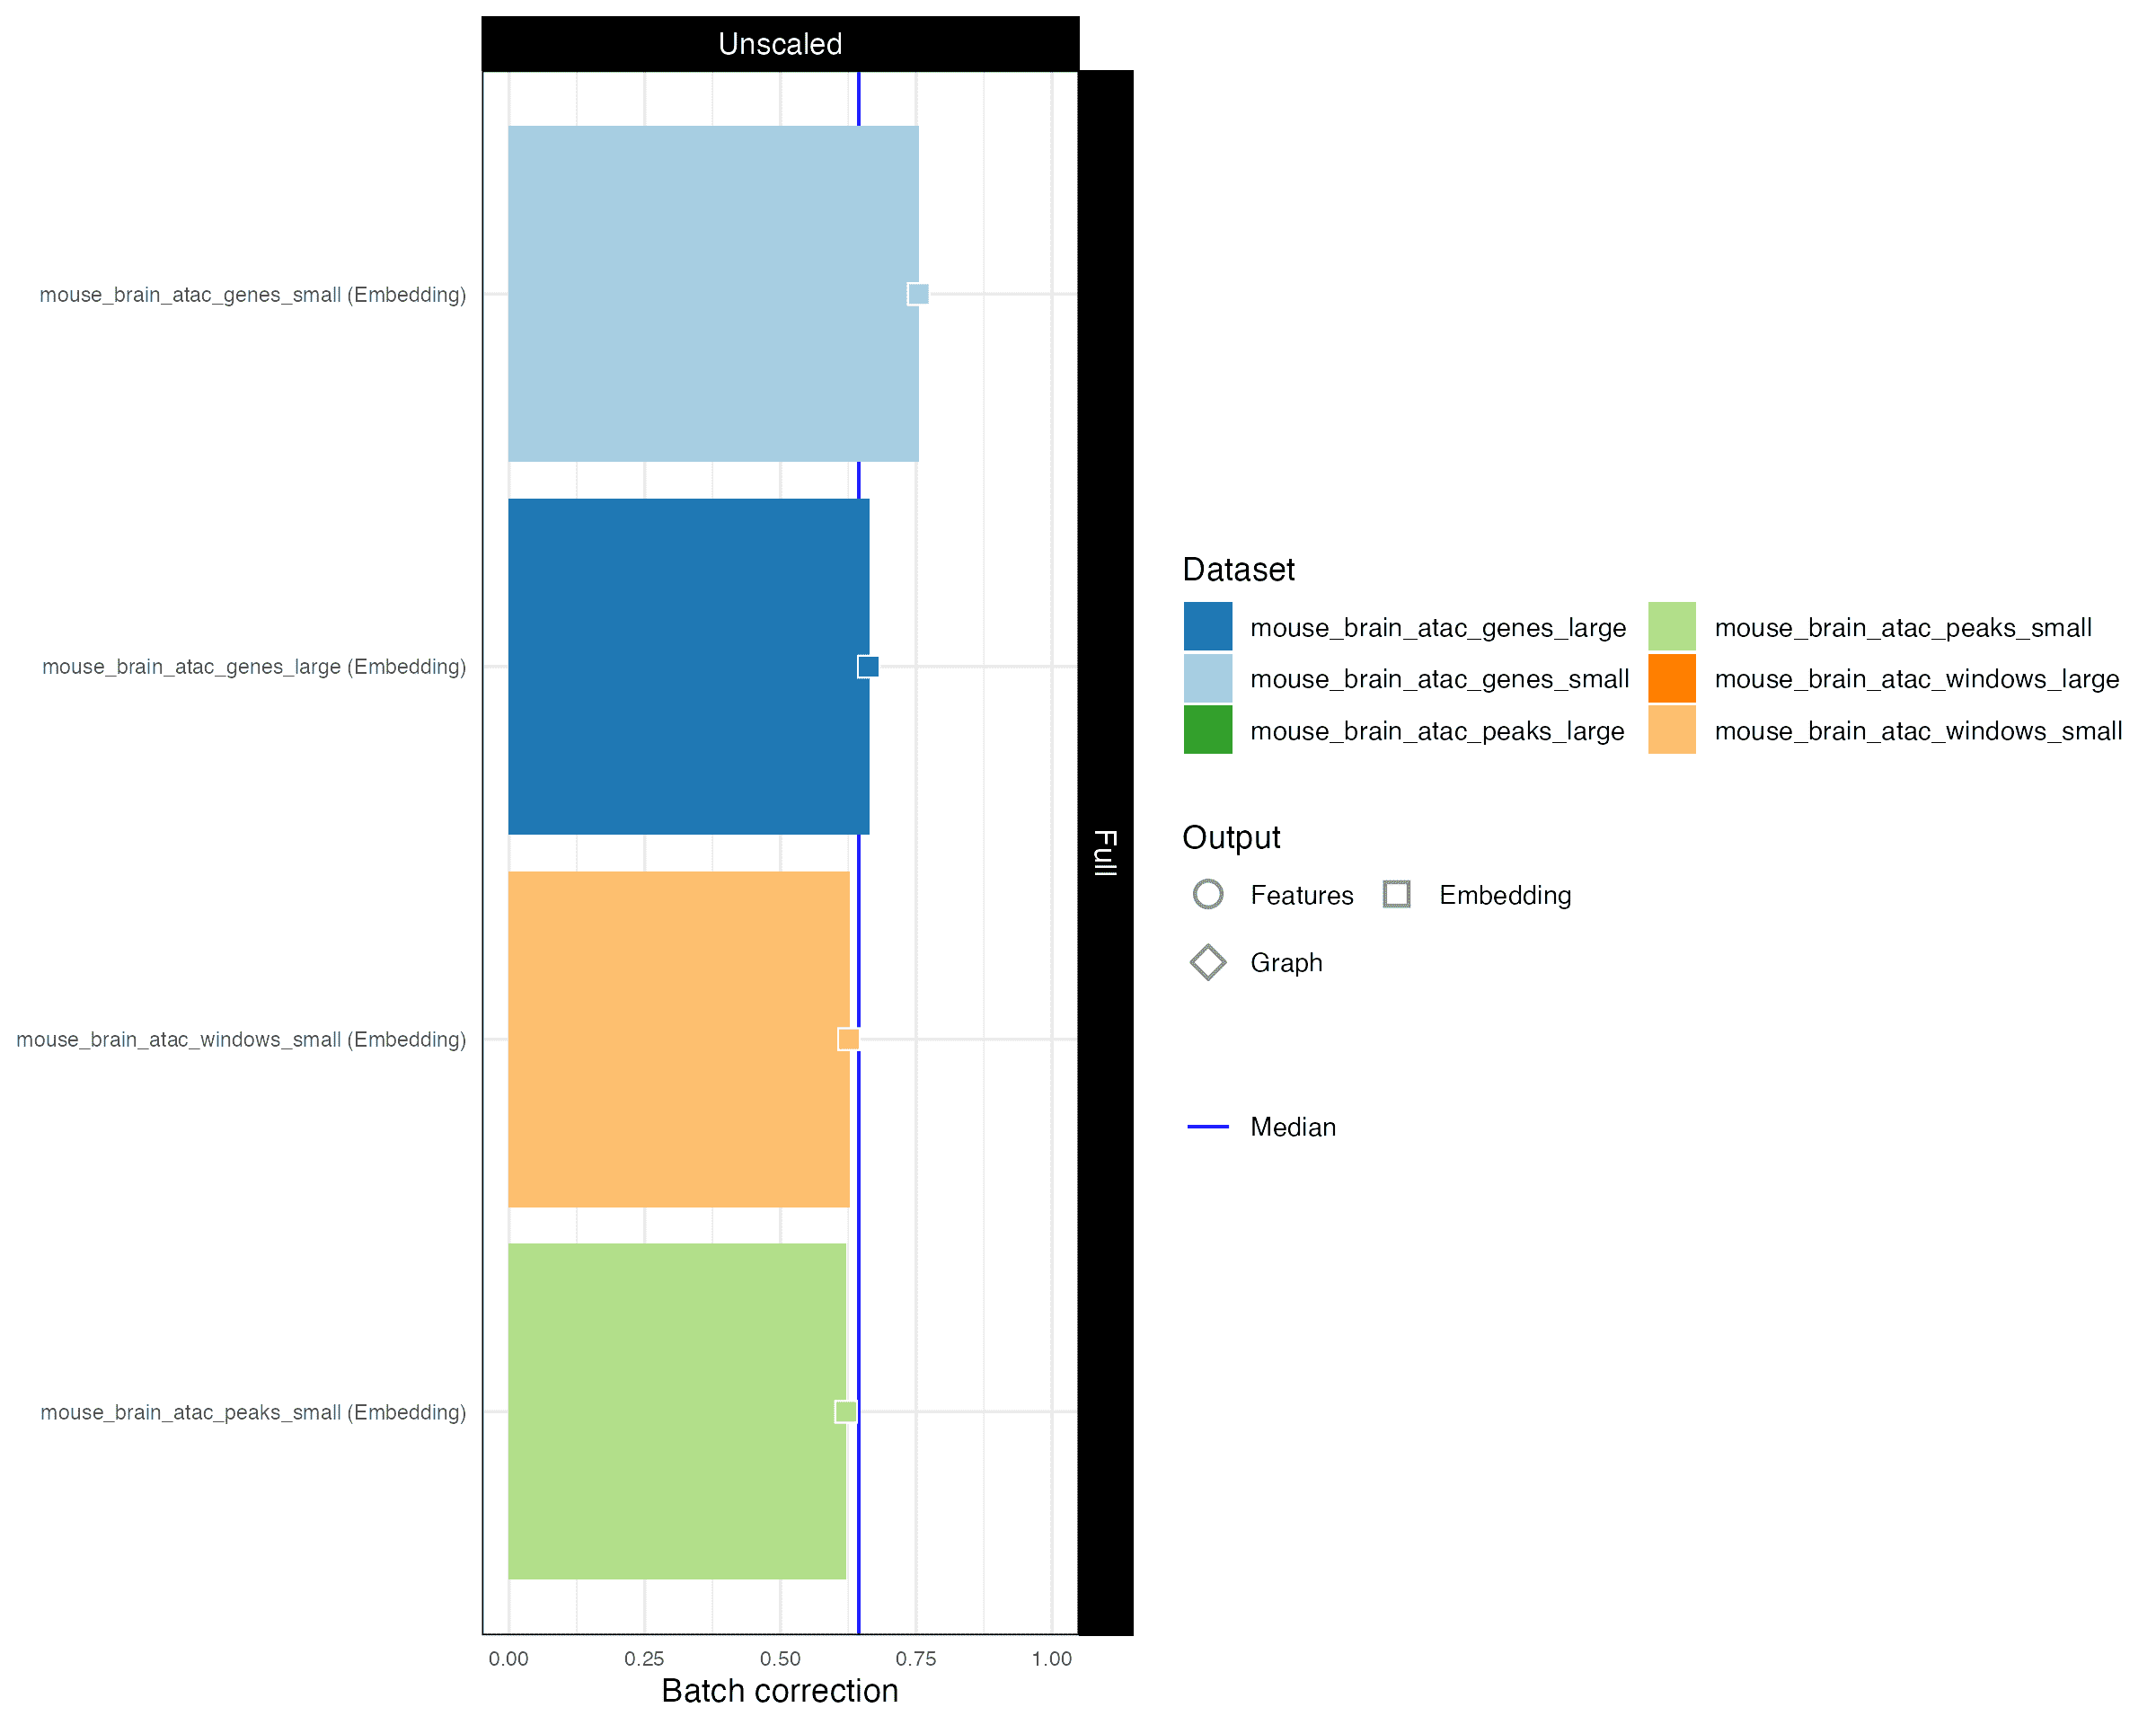 Unscaled
mouse_brain_atac_genes_small (Embedding)
mouse_brain_atac_genes_large (Embedding)
mouse_brain_atac_windows_small (Embedding)
mouse_brain_atac_peaks_small (Embedding)
0.00 0.25 0.50 0.75 1.00
Batch correction
Full
Dataset
mouse_brain_atac_genes_large mouse_brain_atac_peaks_small
mouse_brain_atac_genes_small mouse_brain_atac_windows_large
mouse_brain_atac_peaks_large mouse_brain_atac_windows_small
Output
Features Embedding
Graph
Median